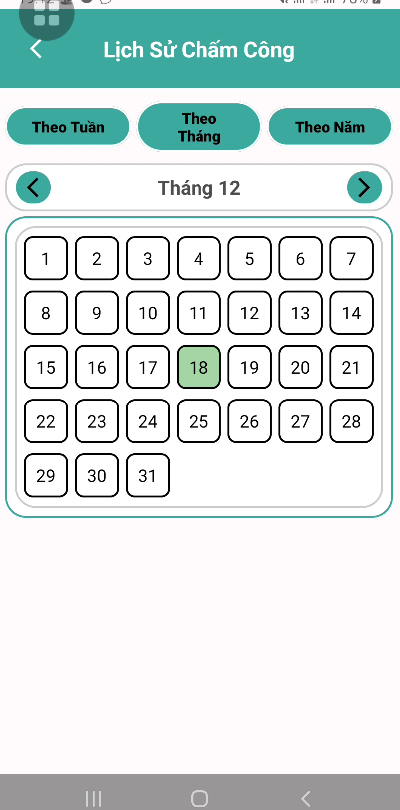 Lịch Sử Chấm Công
Theo Tuần
Theo
Tháng
Theo Năm
Tháng 12
1 2 3 4 5 6 7
8 9 10 11 12 13 14
15 16 17 18 19 20 21
22 23 24 25 26 27 28
29 30 31